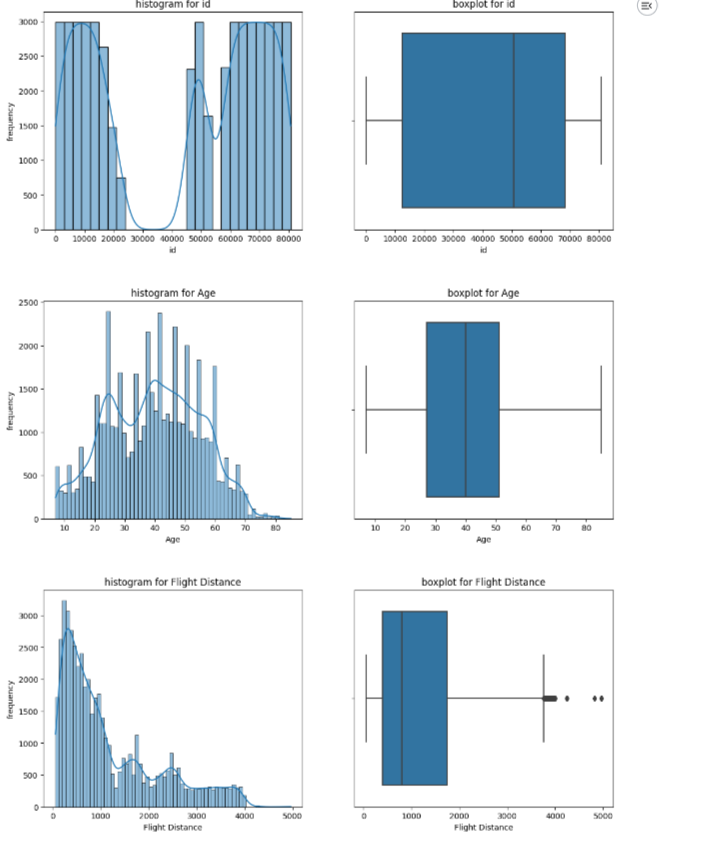 histogram for id
3000
2500
2000
1500
1000
500
0
frequency
0 10000 20000 30000 40000 50000 60000 70000 80000
id
boxplot for id
0 10000 20000 30000 40000 50000 60000 70000 80000
id
histogram for Age
2500
2000
1500
1000
500
0
frequency
10 20 30 40 50 60 70 80
Age
boxplot for Age
10 20 30 40 50 60 70 80
Age
histogram for Flight Distance
3000
2500
2000
1500
1000
500
0
frequency
0 1000 2000 3000 4000 5000
Flight Distance
boxplot for Flight Distance
0 1000 2000 3000 4000 5000
Flight Distance